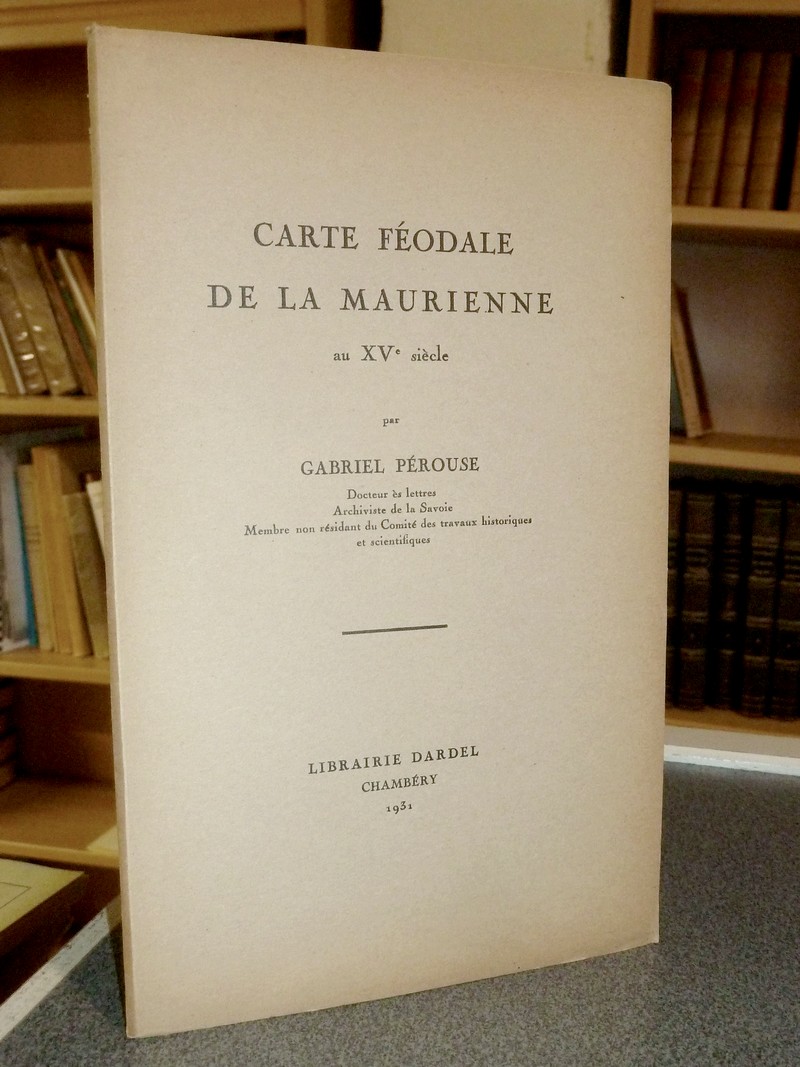 CARTE FÉODALE
DE LA MAURIENNE
au XVe siècle
par
GABRIEL PÉROUSE
Docteur ès lettres
Archiviste de la Savoie
Membre non résidant du Comité des travaux historiques
et scientifiques
LIBRAIRIE DARDEL
CHAMBÉRY
1931